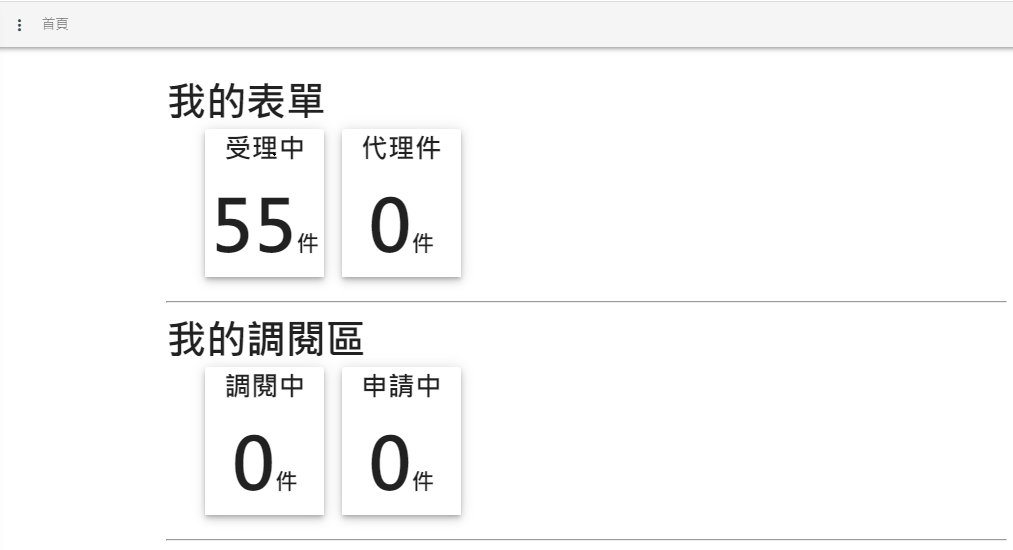 首頁
我的表單
受理中 代理件
55件 0件
我的調閱區
調閱中 申請中
0件 0件